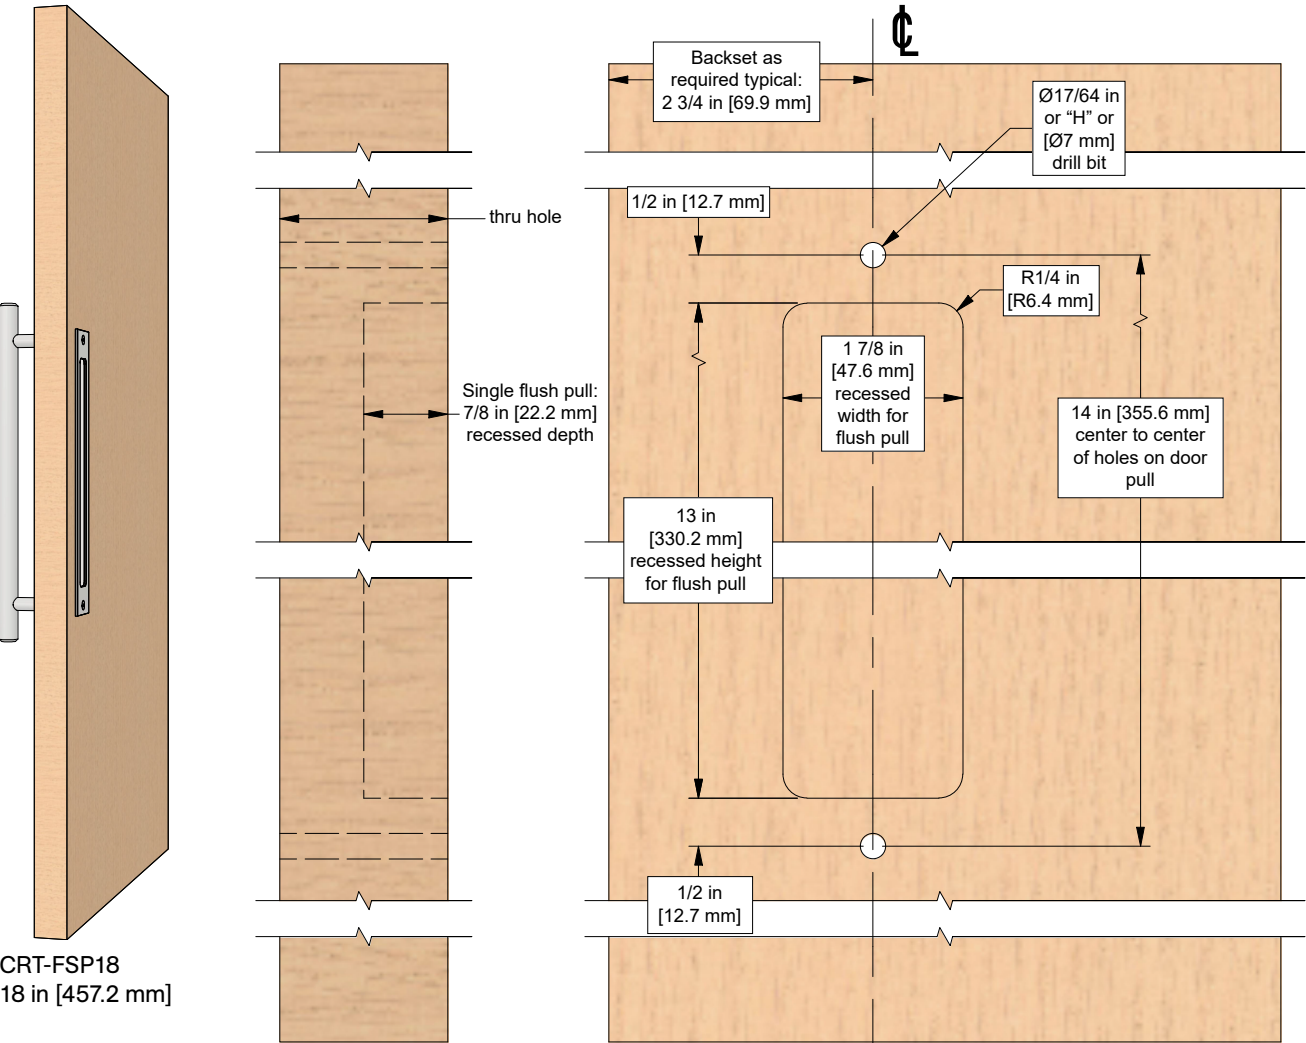 ℄
Backset as
required typical:
2 3/4 in [69.9 mm]
Ø17/64 in
or “H” or
[Ø7 mm]
drill bit
1/2 in [12.7 mm]
thru hole
R1/4 in
[R6.4 mm]
1 7/8 in
[47.6 mm]
recessed
width for
flush pull
Single flush pull:
7/8 in [22.2 mm]
recessed depth
14 in [355.6 mm]
center to center
of holes on door
pull
13 in
[330.2 mm]
recessed height
for flush pull
1/2 in
[12.7 mm]
CRT-FSP18
18 in [457.2 mm]